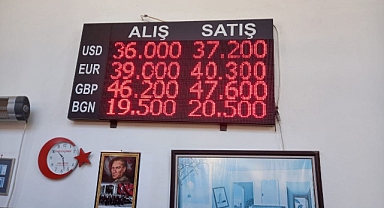 ALIŞ SATIŞ
USD 36.000 37.200
EUR 39.000 40.300
GBP 46.200 47.600
BGN 19.500 20.500